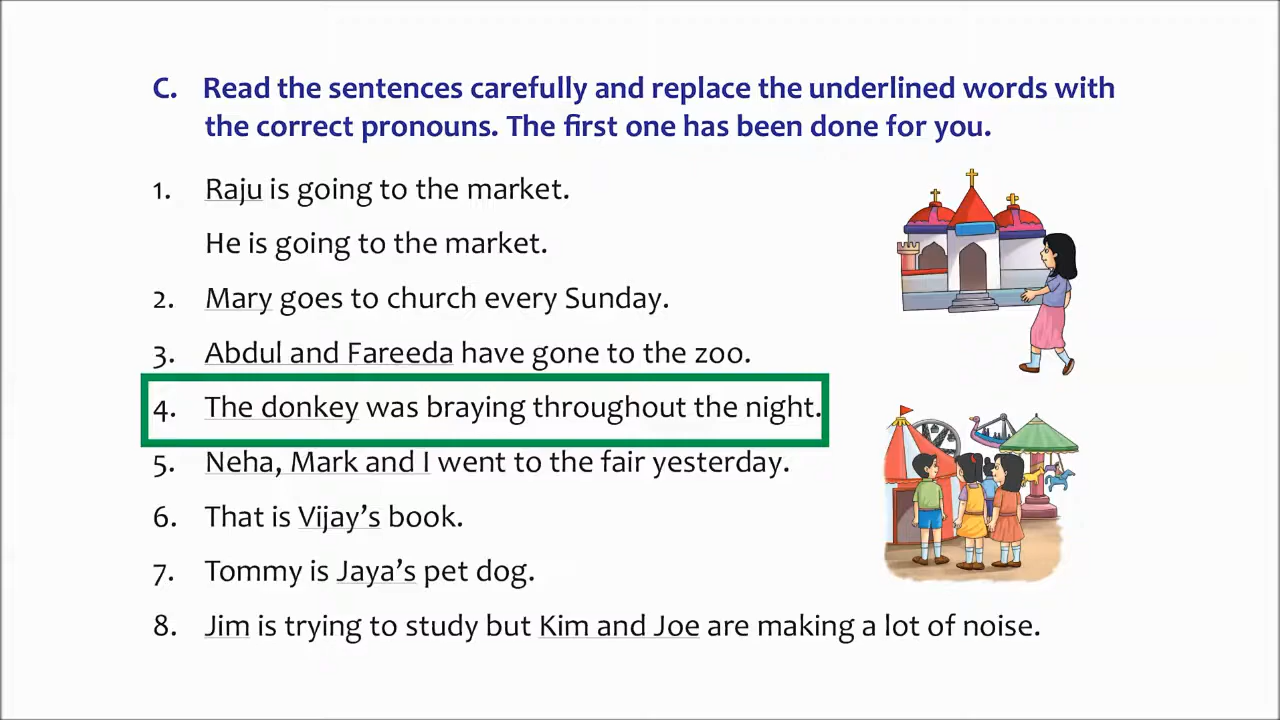 C. Read the sentences carefully and replace the underlined words with
the correct pronouns. The first one has been done for you.
1. Raju is going to the market.
He is going to the market.
2. Mary goes to church every Sunday.
3. Abdul and Fareeda have gone to the zoo.
4. The donkey was braying throughout the night.
5. Neha, Mark and I went to the fair yesterday.
6. That is Vijay’s book.
7. Tommy is Jaya’s pet dog.
8. Jim is trying to study but Kim and Joe are making a lot of noise.